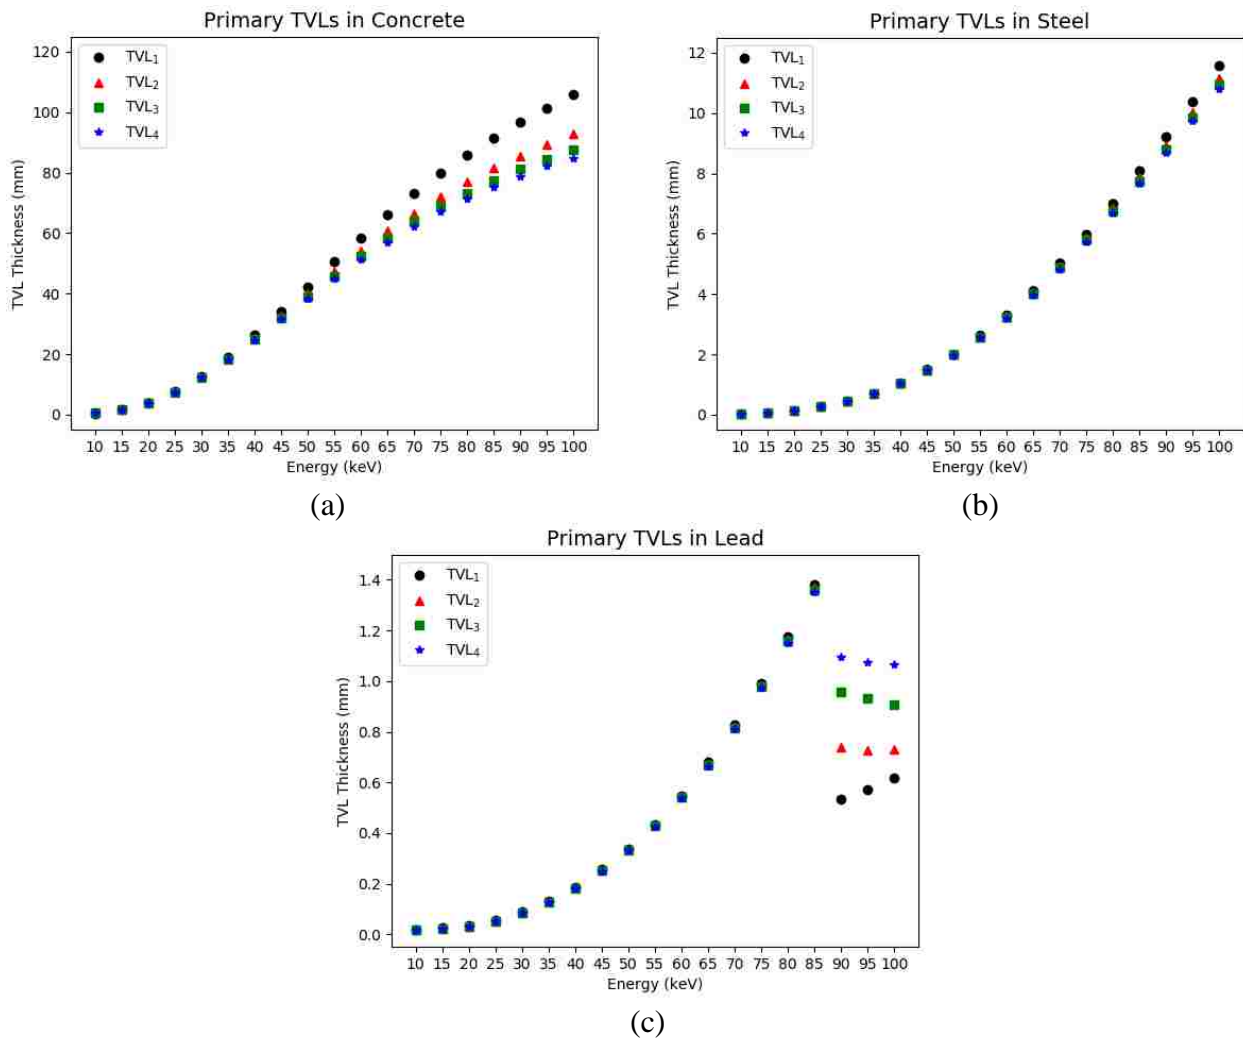 Primary TVLs in Concrete
TVL₁
TVL₂
TVL₃
TVL₄
120
100
80
60
40
20
0
TVL Thickness (mm)
10 15 20 25 30 35 40 45 50 55 60 65 70 75 80 85 90 95 100
Energy (keV)
(a)
Primary TVLs in Steel
TVL₁
TVL₂
TVL₃
TVL₄
12
10
8
6
4
2
0
TVL Thickness (mm)
10 15 20 25 30 35 40 45 50 55 60 65 70 75 80 85 90 95 100
Energy (keV)
(b)
Primary TVLs in Lead
TVL₁
TVL₂
TVL₃
TVL₄
1.4
1.2
1.0
0.8
0.6
0.4
0.2
0.0
TVL Thickness (mm)
10 15 20 25 30 35 40 45 50 55 60 65 70 75 80 85 90 95 100
Energy (keV)
(c)